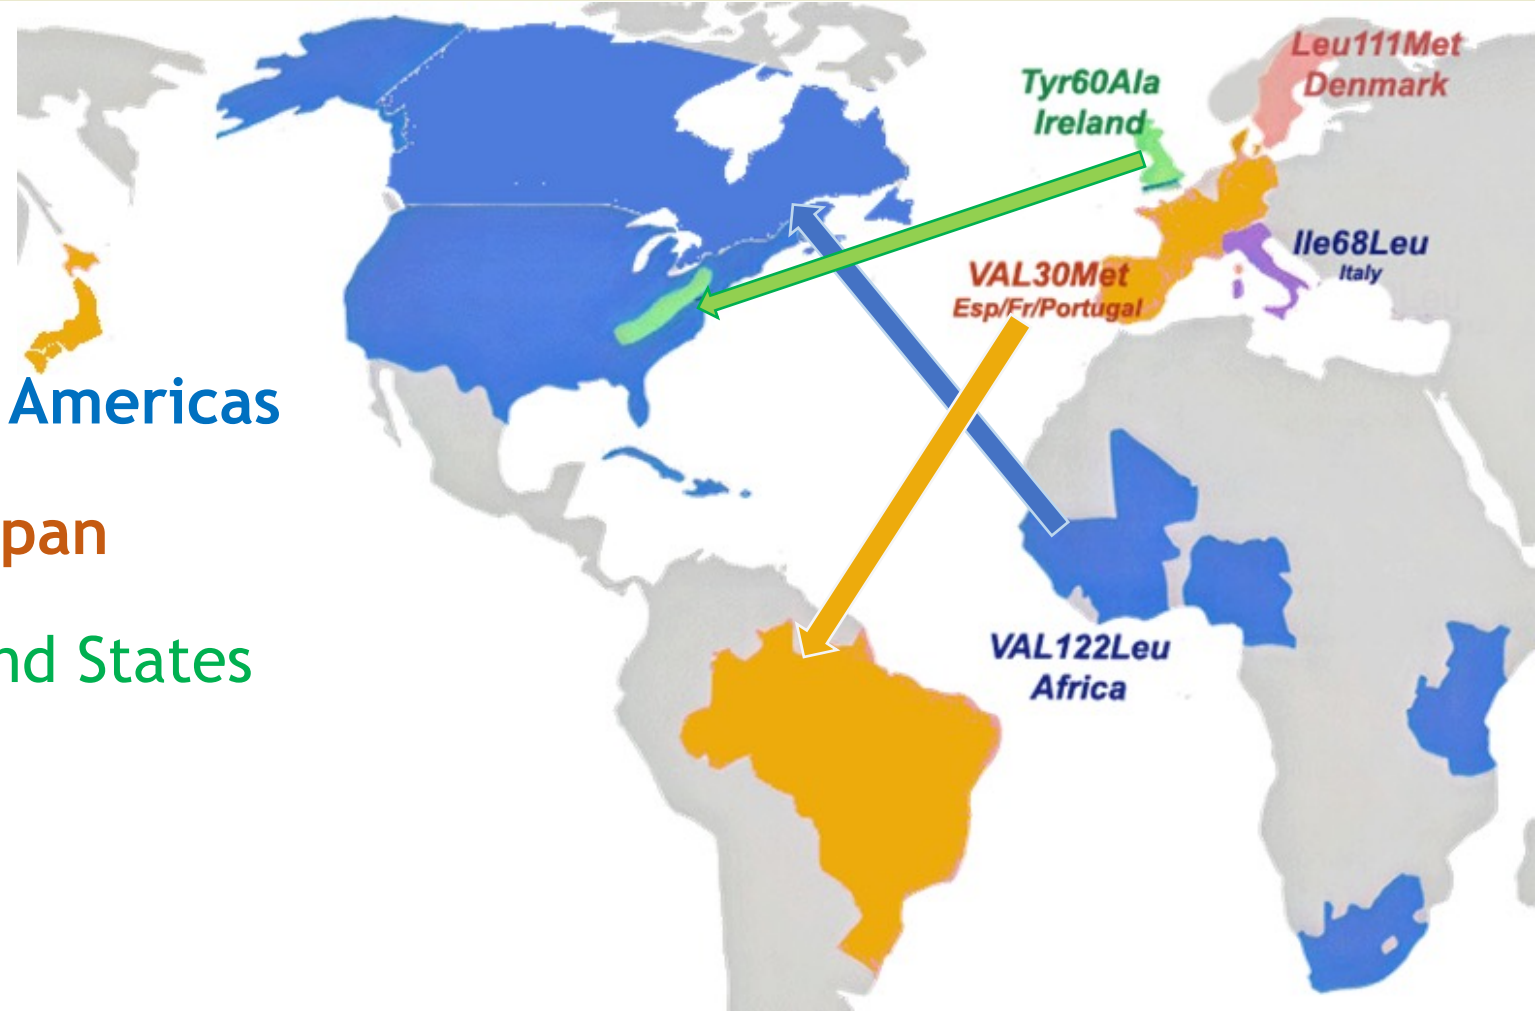 Leu111Met
Denmark
Tyr60Ala
Ireland
Ile68Leu
Italy
VAL30Met
Esp/Fr/Portugal
Americas
pan
nd States
VAL122Leu
Africa